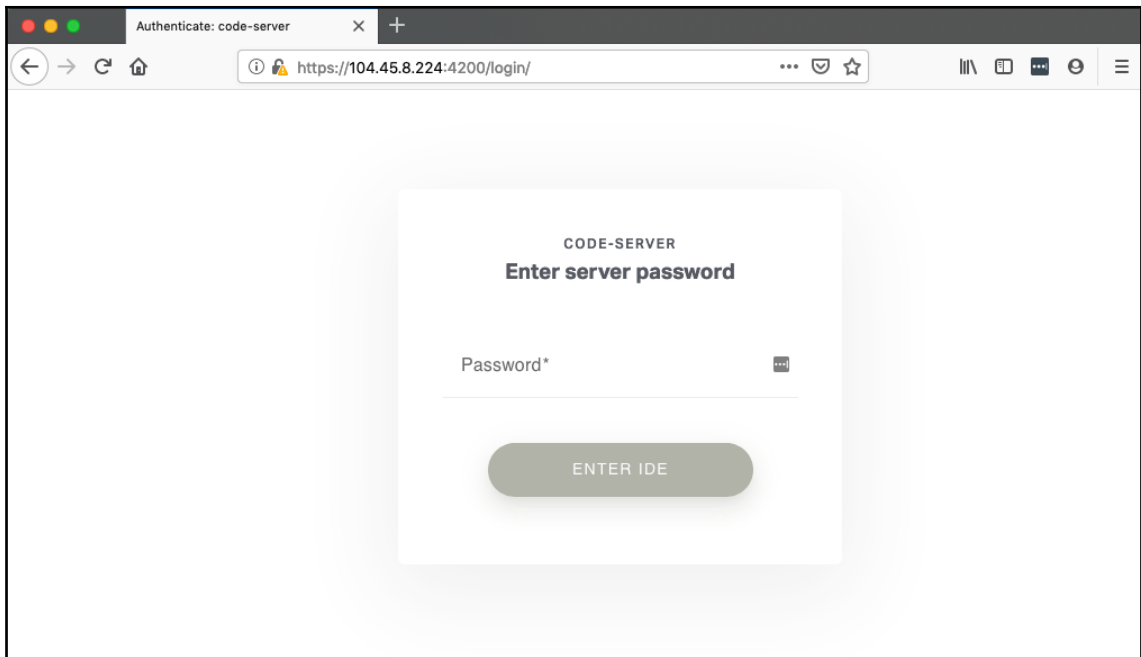 Authenticate: code-server
https://104.45.8.224:4200/login/
CODE-SERVER
Enter server password
Password*
ENTER IDE